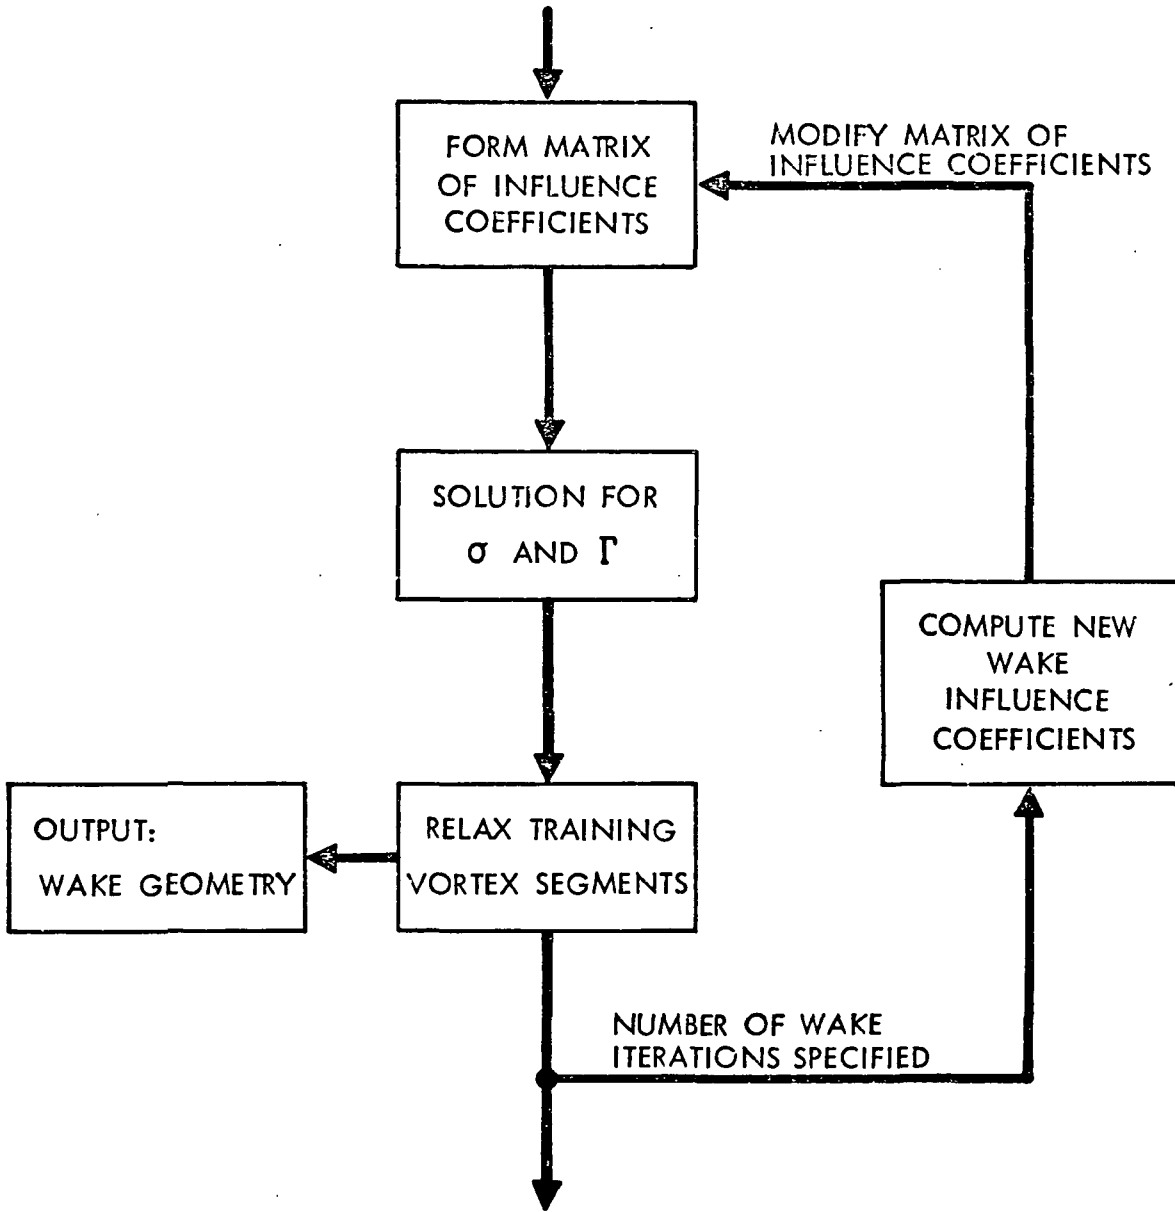 FORM MATRIX
OF INFLUENCE
COEFFICIENTS
MODIFY MATRIX OF
INFLUENCE COEFFICIENTS
SOLUTION FOR
σ AND Γ
COMPUTE NEW
WAKE
INFLUENCE
COEFFICIENTS
OUTPUT:
WAKE GEOMETRY
RELAX TRAINING
VORTEX SEGMENTS
NUMBER OF WAKE
ITERATIONS SPECIFIED